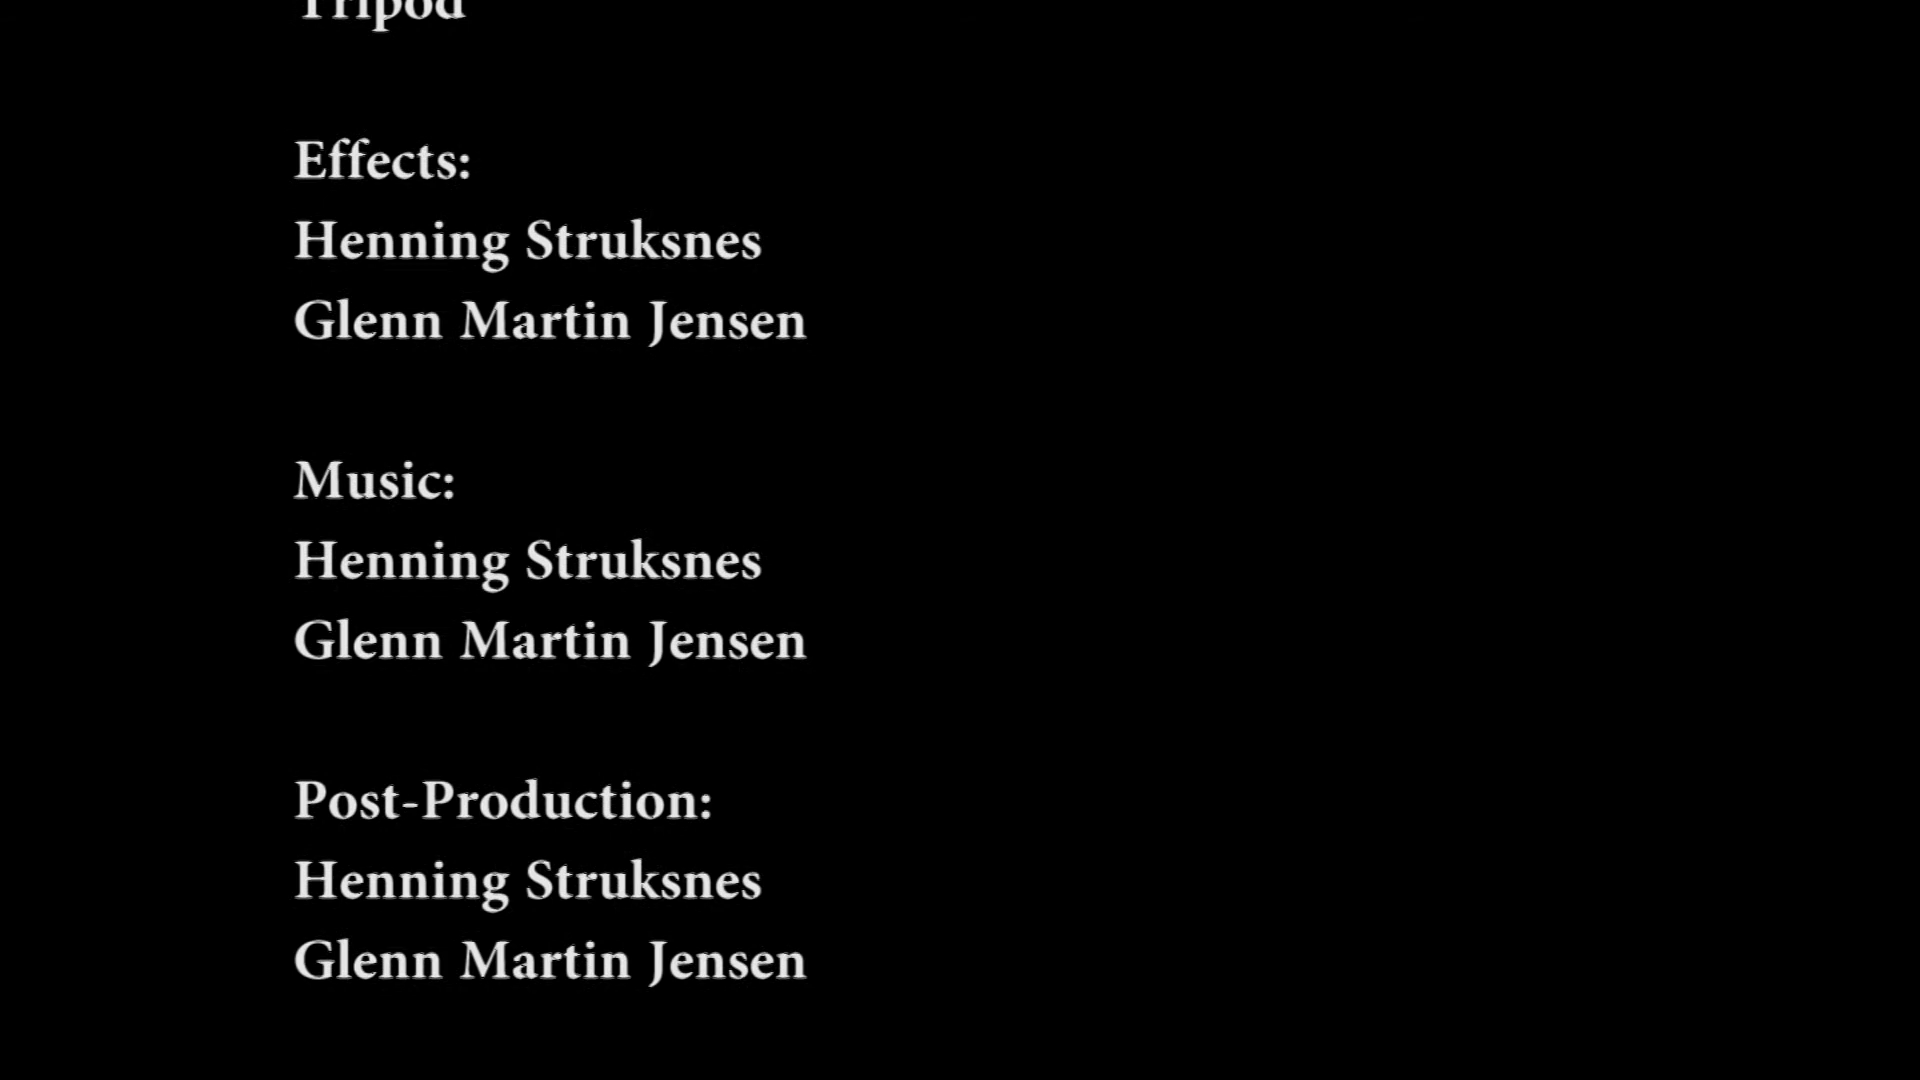 Tripod
Effects:
Henning Struksnes
Glenn Martin Jensen
Music:
Henning Struksnes
Glenn Martin Jensen
Post-Production:
Henning Struksnes
Glenn Martin Jensen